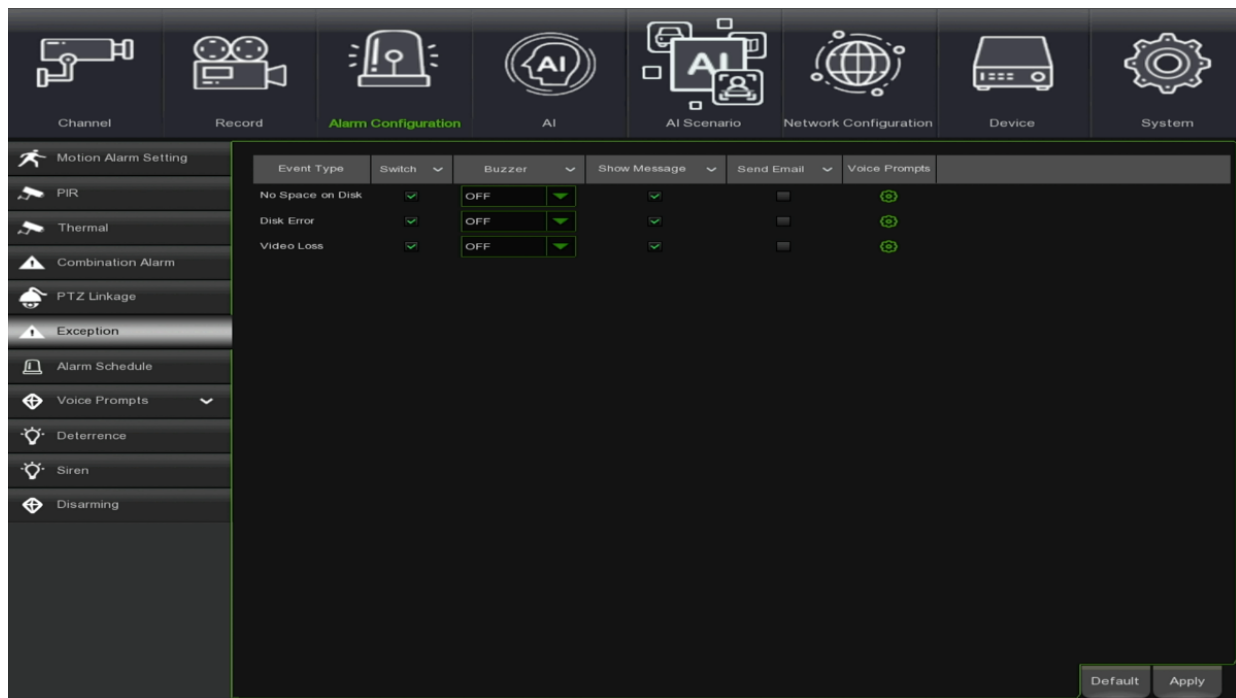 Channel Record Alarm Configuration AI AI Scenario Network Configuration Device System
Motion Alarm Setting
PIR
Thermal
Combination Alarm
PTZ Linkage
Exception
Alarm Schedule
Voice Prompts
Deterrence
Siren
Disarming
Event Type Switch Buzzer Show Message Send Email Voice Prompts
No Space on Disk OFF
Disk Error OFF
Video Loss OFF
Default Apply